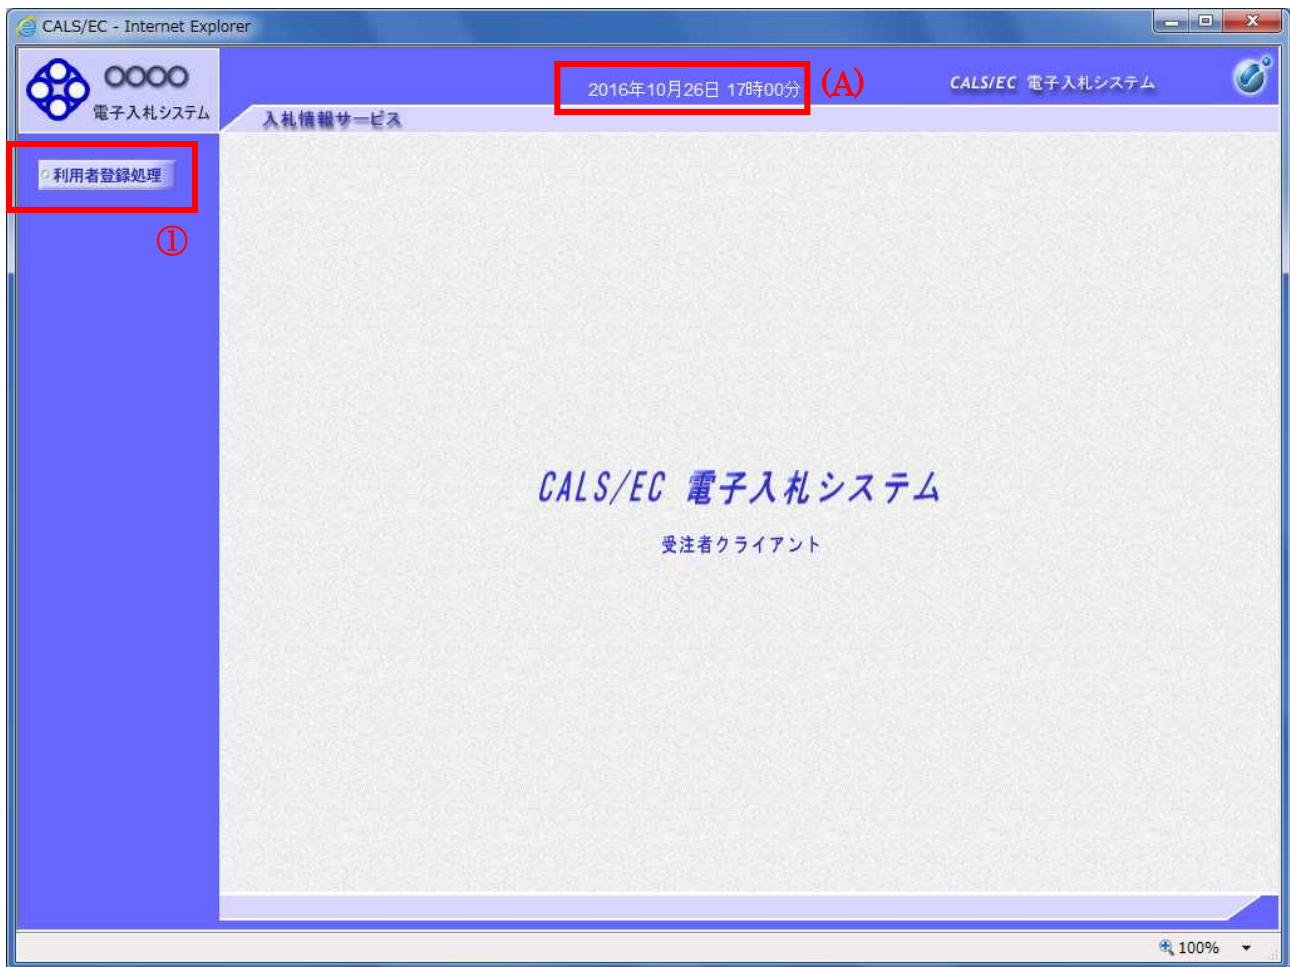 CALS/EC - Internet Explorer
〇〇〇〇
電子入札システム
2016年10月26日 17時00分
(A)
CALS/EC 電子入札システム
入札情報サービス
利用者登録処理
①
CALS/EC 電子入札システム
受注者クライアント
100%